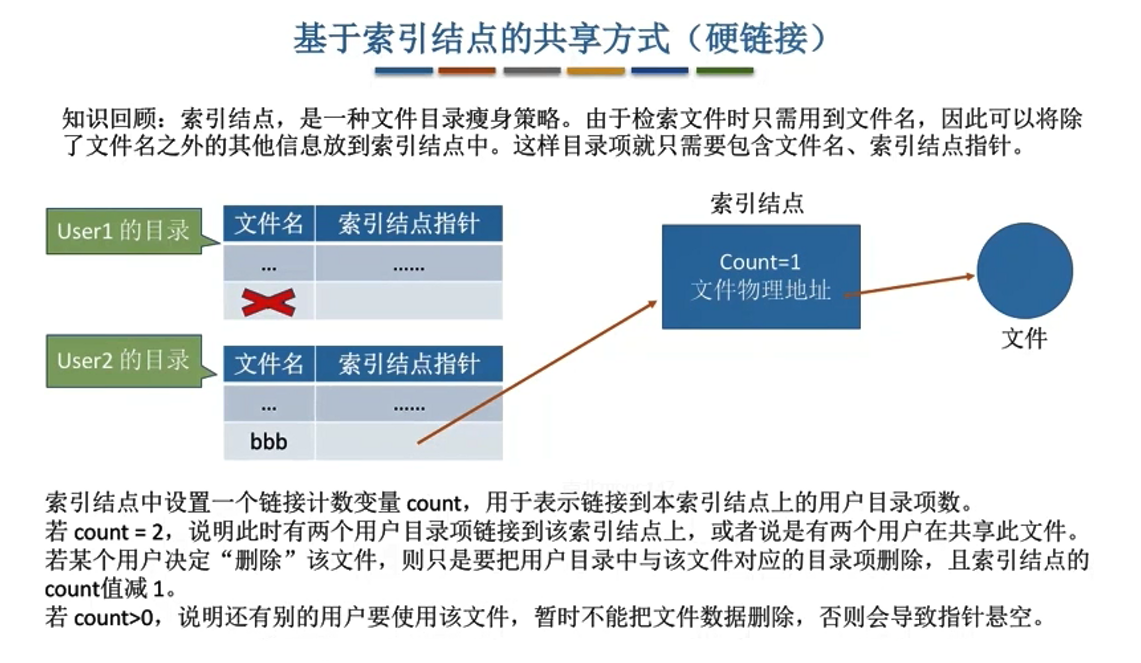 基于索引结点的共享方式（硬链接）
知识回顾：索引结点，是一种文件目录瘦身策略。由于检索文件时只需用到文件名，因此可以将除
了文件名之外的其他信息放到索引结点中。这样目录项就只需要包含文件名、索引结点指针。
User1 的目录
文件名 索引结点指针
... ......
索引结点
Count=1
文件物理地址
文件
User2 的目录
文件名 索引结点指针
... ......
bbb
索引结点中设置一个链接计数变量 count，用于表示链接到本索引结点上的用户目录项数。
若 count = 2，说明此时有两个用户目录项链接到该索引结点上，或者说是有两个用户在共享此文件。
若某个用户决定“删除”该文件，则只是要把用户目录中与该文件对应的目录项删除，且索引结点的
count值减 1。
若 count>0，说明还有别的用户要使用该文件，暂时不能把文件数据删除，否则会导致指针悬空。